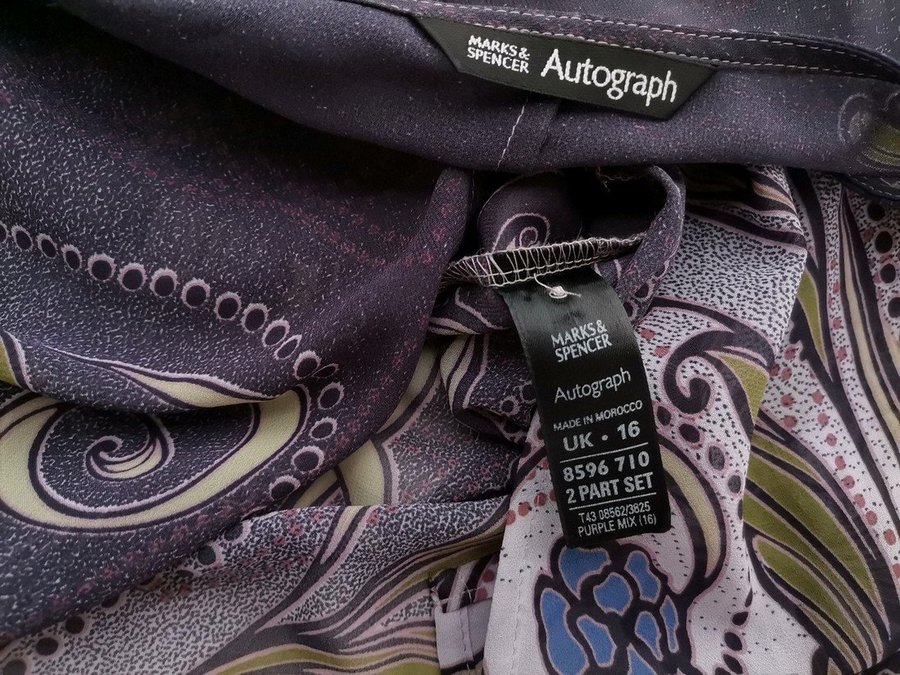 MARKS &
SPENCER
Autograph
MARKS &
SPENCER
Autograph
MADE IN MOROCCO
UK • 16
8596 710
2 PART SET
T43 08562/3825
PURPLE MIX (16)